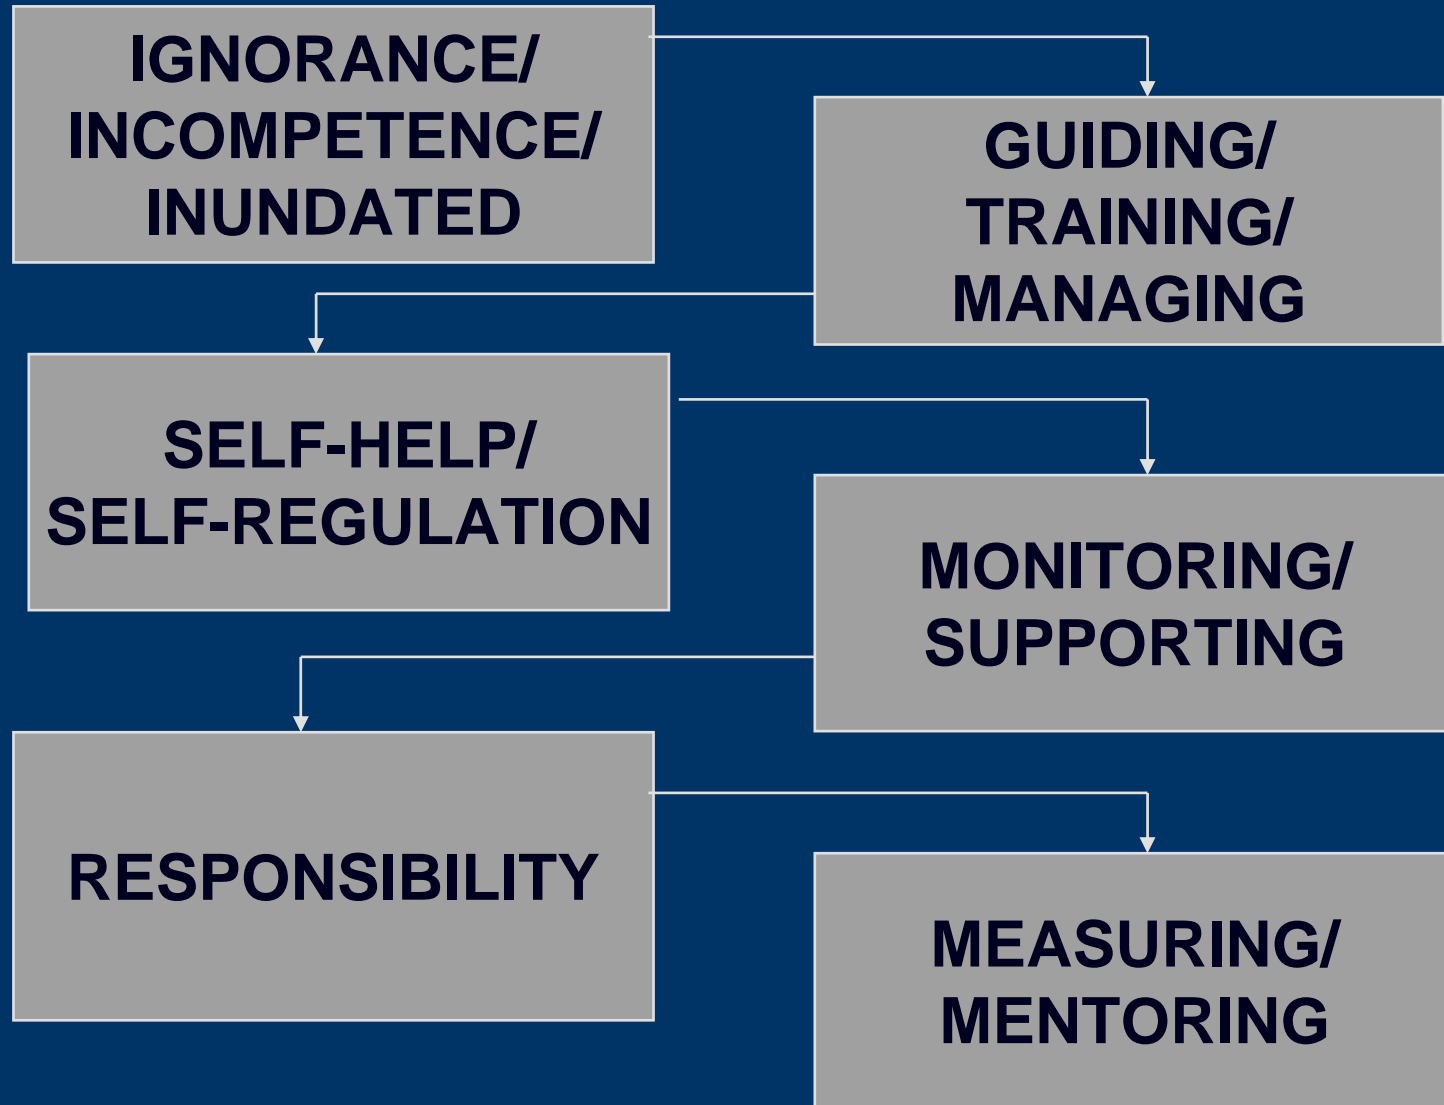 IGNORANCE/
INCOMPETENCE/
INUNDATED
GUIDING/
TRAINING/
MANAGING
SELF-HELP/
SELF-REGULATION
MONITORING/
SUPPORTING
RESPONSIBILITY
MEASURING/
MENTORING